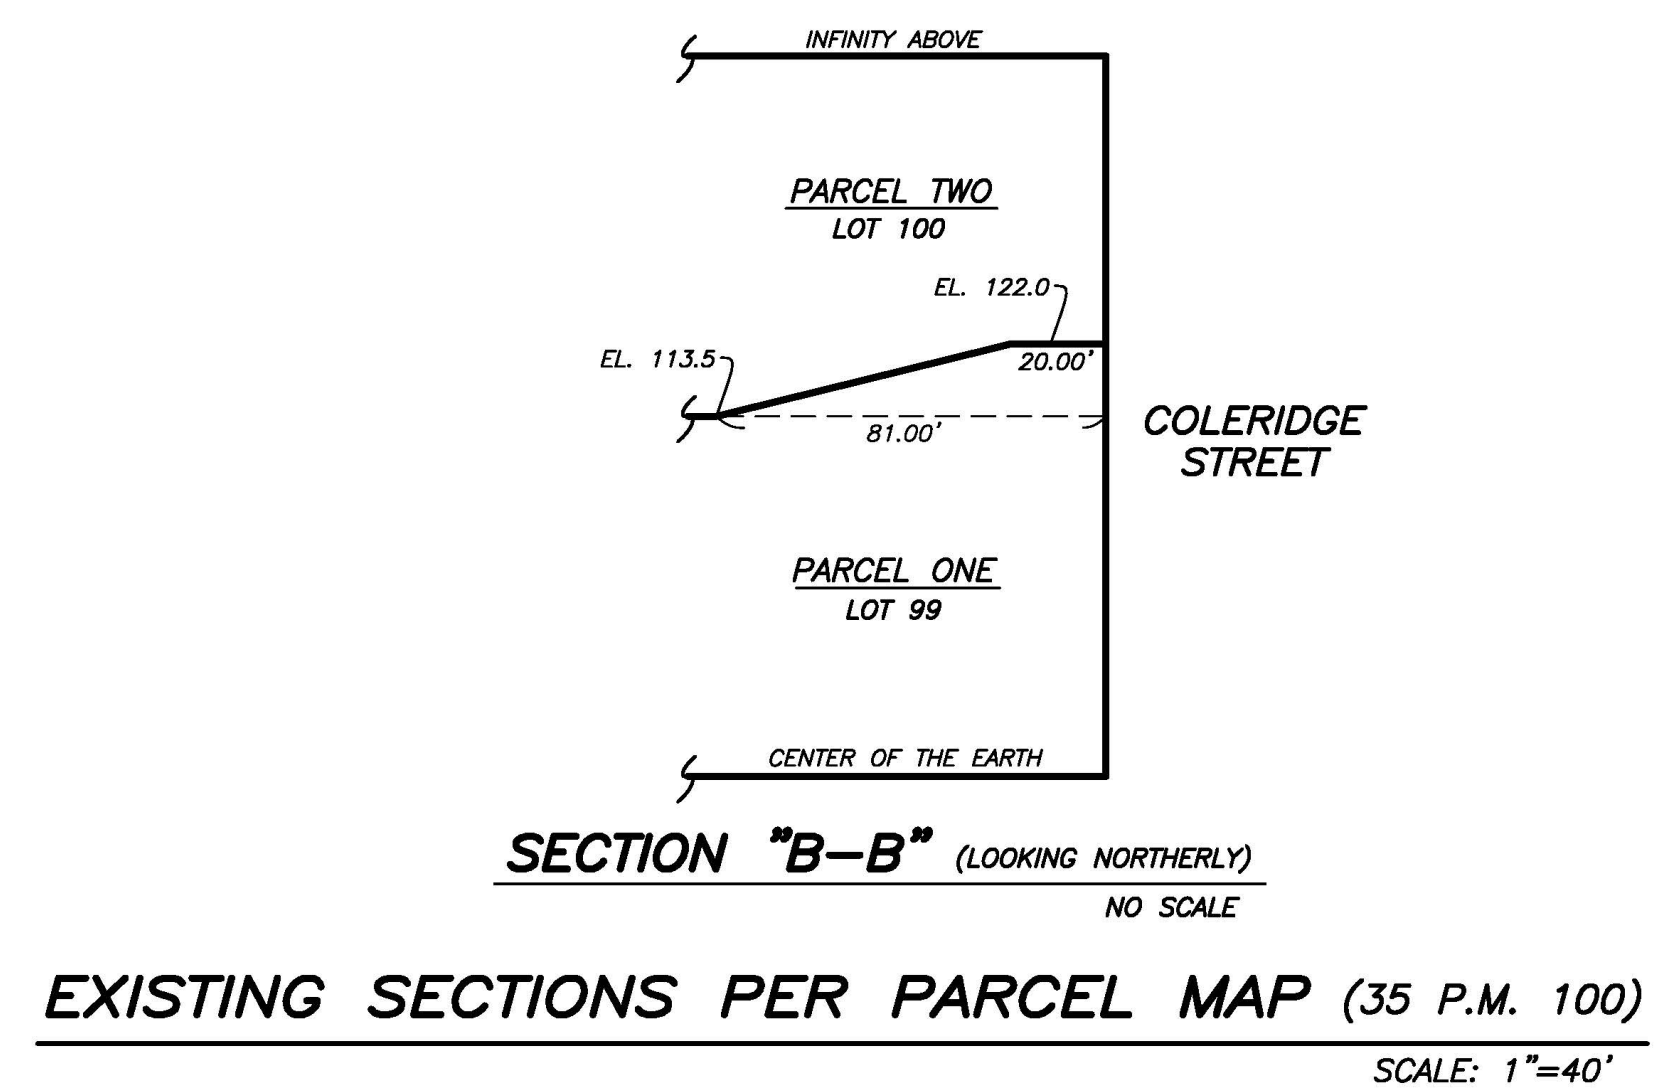 INFINITY ABOVE
PARCEL TWO
LOT 100
EL. 122.0
20.00'
EL. 113.5
81.00'
COLERIDGE
STREET
PARCEL ONE
LOT 99
CENTER OF THE EARTH
SECTION "B-B" (LOOKING NORTHERLY)
NO SCALE
EXISTING SECTIONS PER PARCEL MAP (35 P.M. 100)
SCALE: 1"=40'